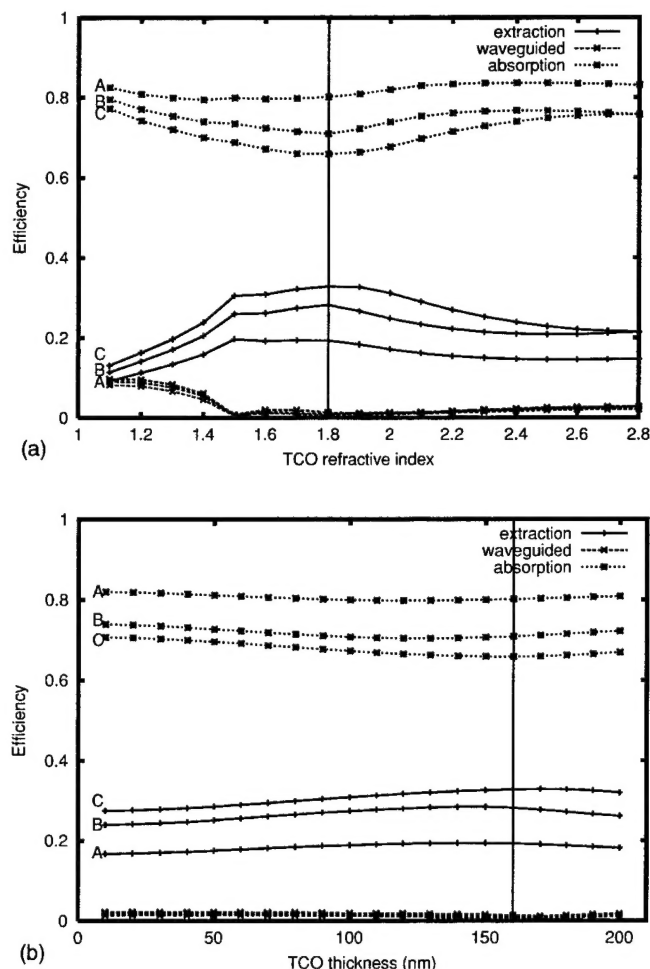 1
extraction
waveguided
absorption
0.8
A
B
C
0.6
Efficiency
0.4
0.2
C
B
A
0
1 1.2 1.4 1.6 1.8 2 2.2 2.4 2.6 2.8
(a)
TCO refractive index
1
extraction
waveguided
absorption
0.8
A
B
C
0.6
Efficiency
0.4
C
B
0.2
A
0
0 50 100 150 200
(b)
TCO thickness (nm)